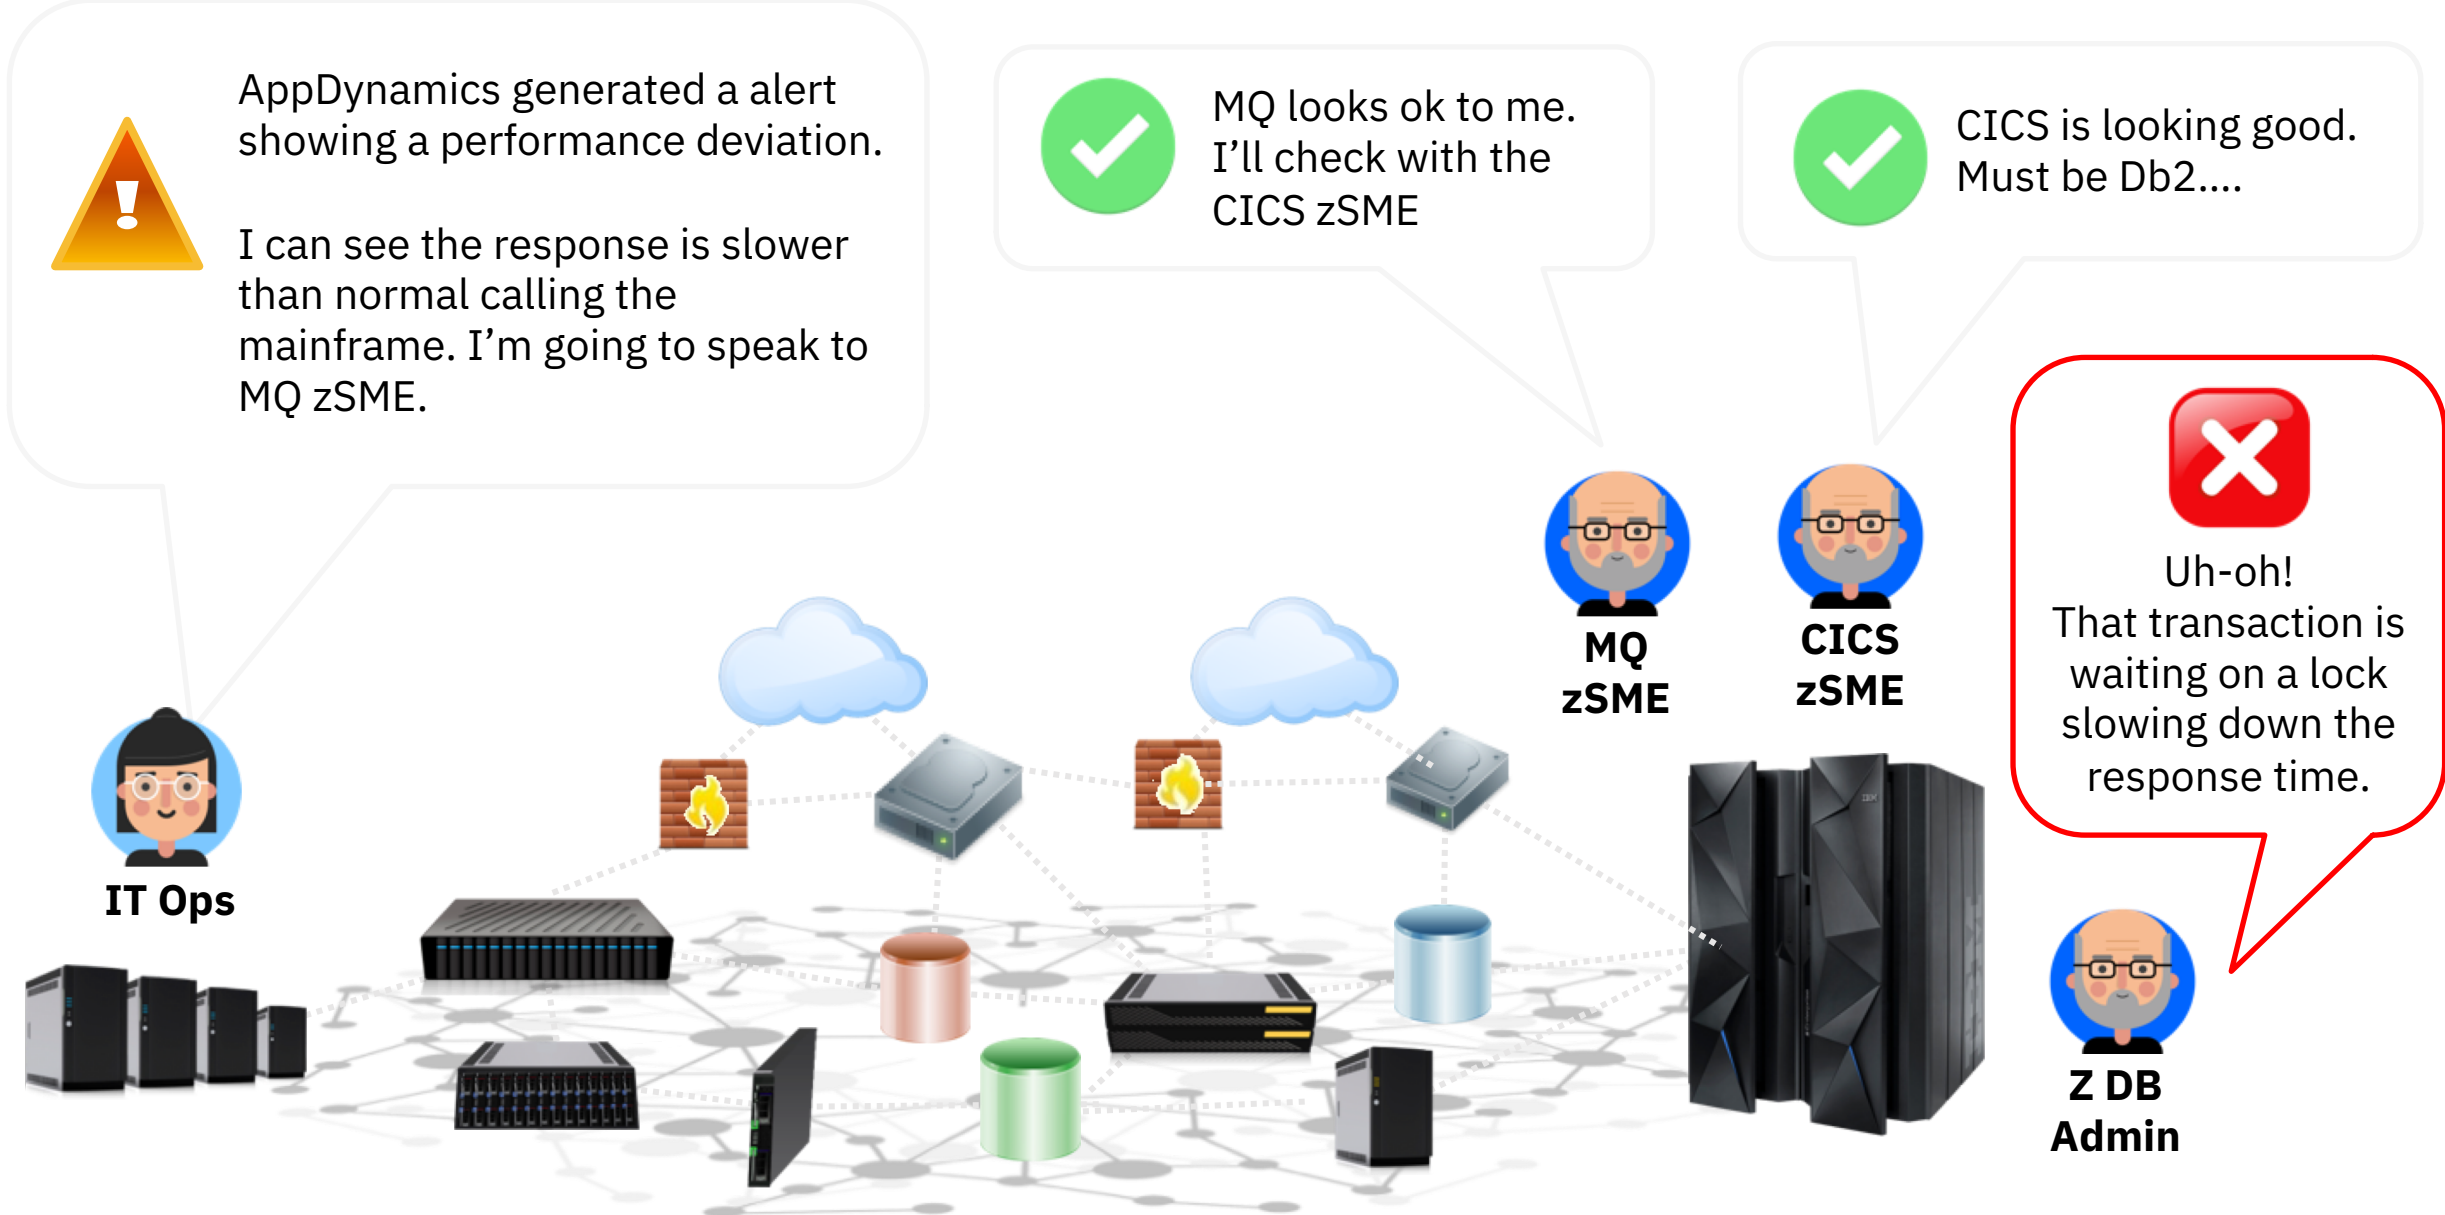 AppDynamics generated a alert
showing a performance deviation.
I can see the response is slower
than normal calling the
mainframe. I'm going to speak to
MQ zSME.
MQ looks ok to me.
I'll check with the
CICS zSME
CICS is looking good.
Must be Db2....
Uh-oh!
That transaction is
waiting on a lock
slowing down the
response time.
MQ
zSME
CICS
zSME
IT Ops
IBM
Z DB
Admin